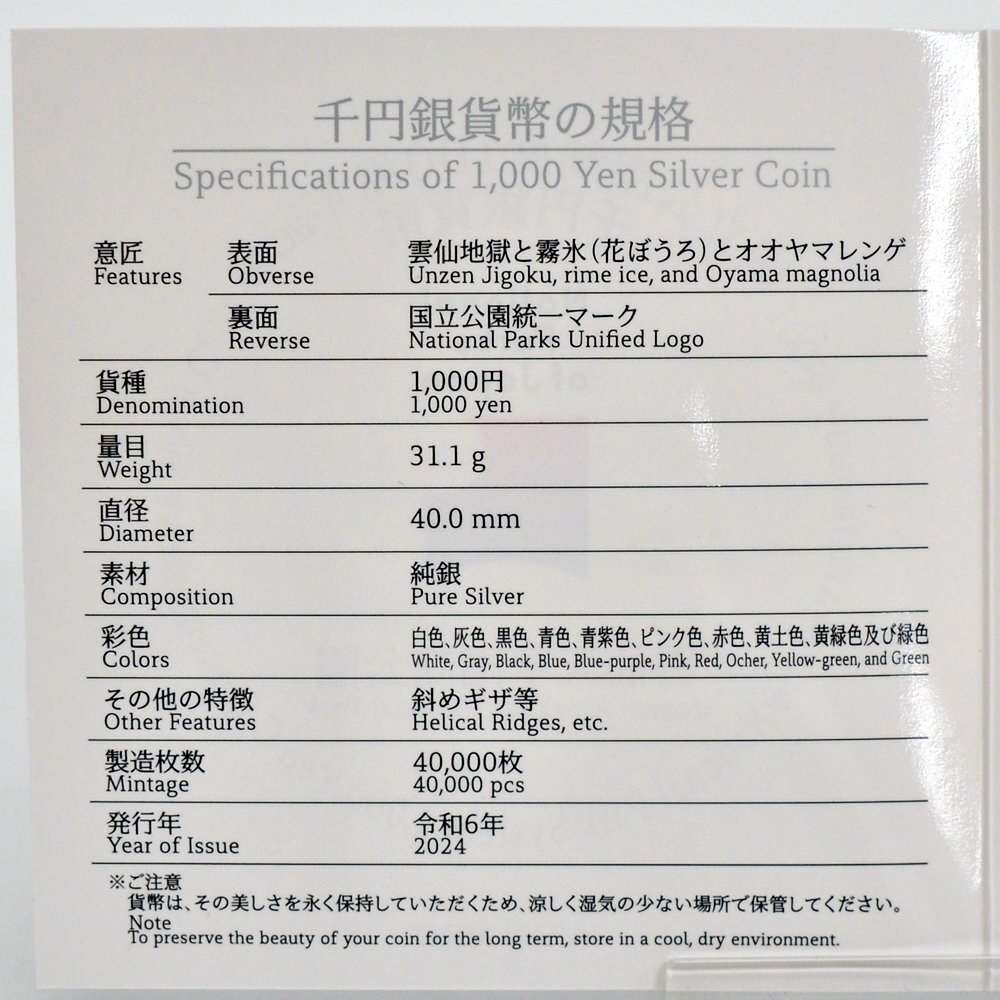 千円銀貨幣の規格
Specifications of 1,000 Yen Silver Coin
意匠 表面 雲仙地獄と霧氷(花ぼうろ)とオオヤマレンゲ
Features Obverse Unzen Jigoku, rime ice, and Oyama magnolia
裏面 国立公園統一マーク
Reverse National Parks Unified Logo
貨種 1,000円
Denomination 1,000 yen
量目
Weight 31.1 g
直径
Diameter 40.0 mm
素材 純銀
Composition Pure Silver
彩色 白色、灰色、黒色、青色、青紫色、ピンク色、赤色、黄土色、黄緑色及び緑色
Colors White, Gray, Black, Blue, Blue-purple, Pink, Red, Ocher, Yellow-green, and Green
その他の特徴 斜めギザ等
Other Features Helical Ridges, etc.
製造枚数 40,000枚
Mintage 40,000 pcs
発行年 令和6年
Year of Issue 2024
※ご注意
貨幣は、その美しさを永く保持していただくため、涼しく湿気の少ない場所で保管してください。
Note
To preserve the beauty of your coin for the long term, store in a cool, dry environment.